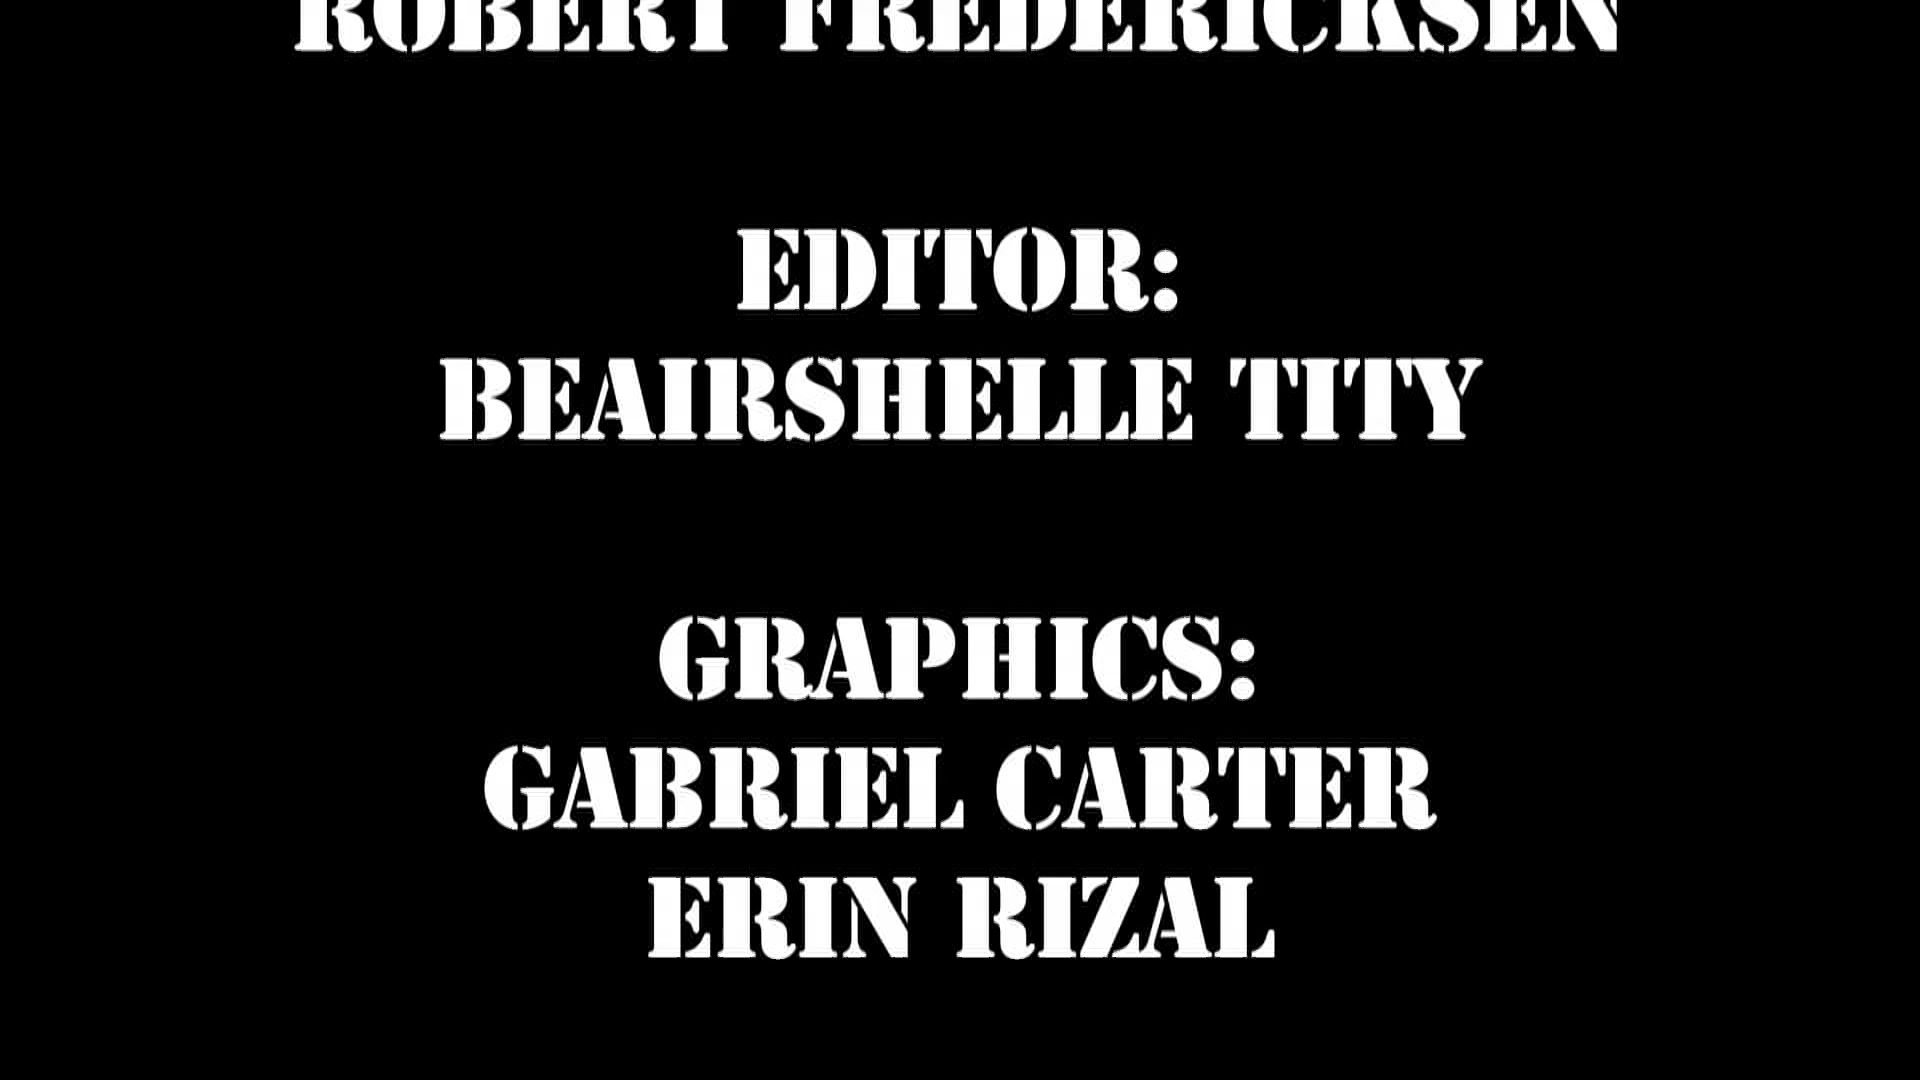 ROBERT FREDERICKSEN
EDITOR:
BEAIRSHELLE TITY
GRAPHICS:
GABRIEL CARTER
ERIN RIZAL